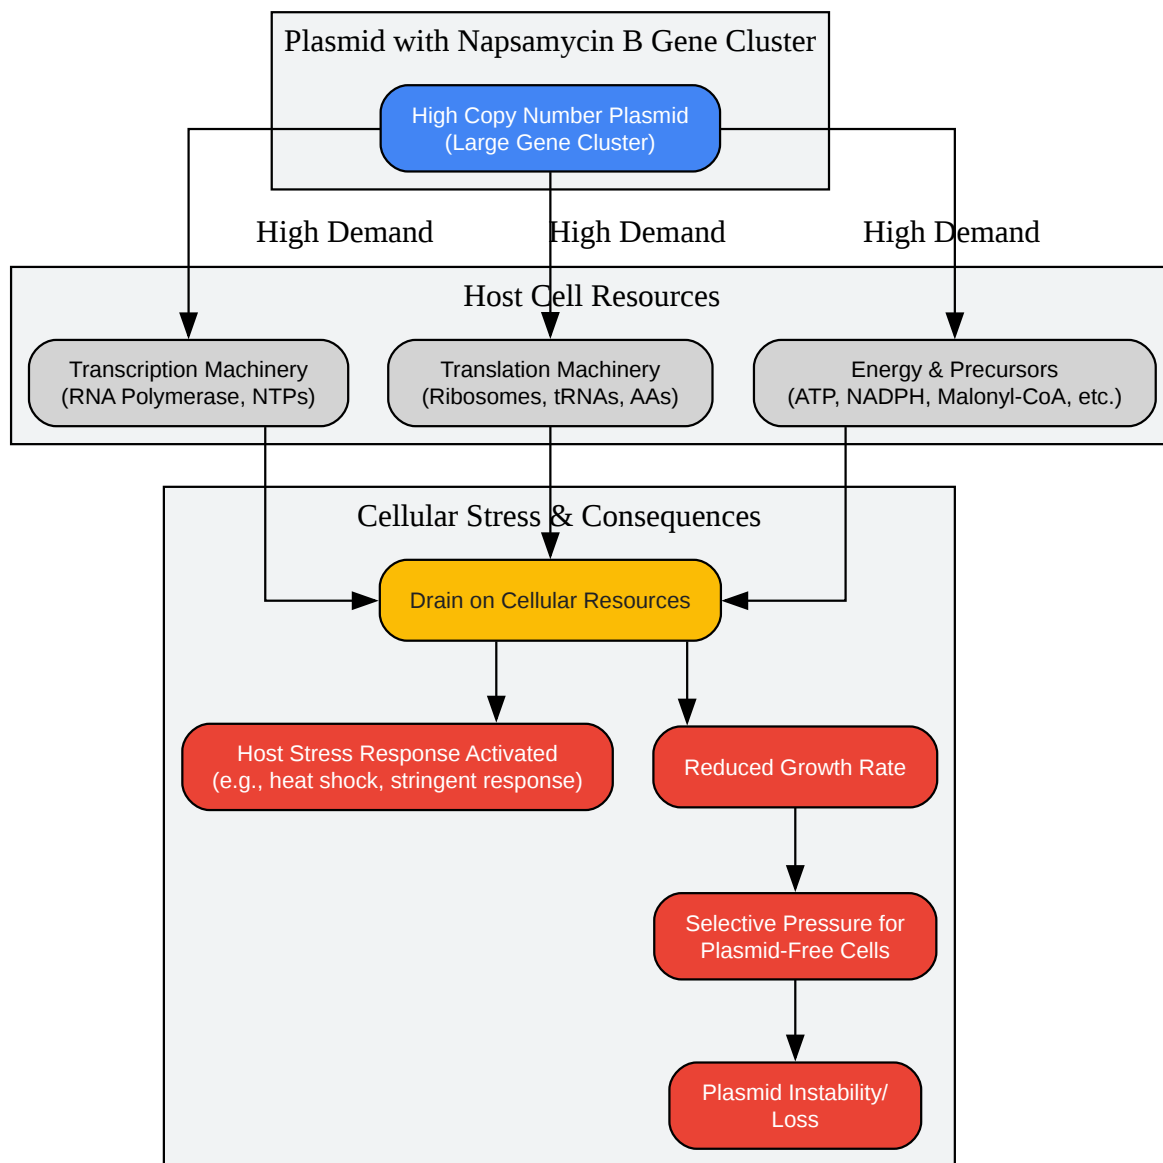 Plasmid with Napsamycin B Gene Cluster
High Copy Number Plasmid
(Large Gene Cluster)
High Demand
High Demand
High Demand
Host Cell Resources
Transcription Machinery
(RNA Polymerase, NTPs)
Translation Machinery
(Ribosomes, tRNAs, AAs)
Energy & Precursors
(ATP, NADPH, Malonyl-CoA, etc.)
Cellular Stress & Consequences
Drain on Cellular Resources
Host Stress Response Activated
(e.g., heat shock, stringent response)
Reduced Growth Rate
Selective Pressure for
Plasmid-Free Cells
Plasmid Instability/
Loss